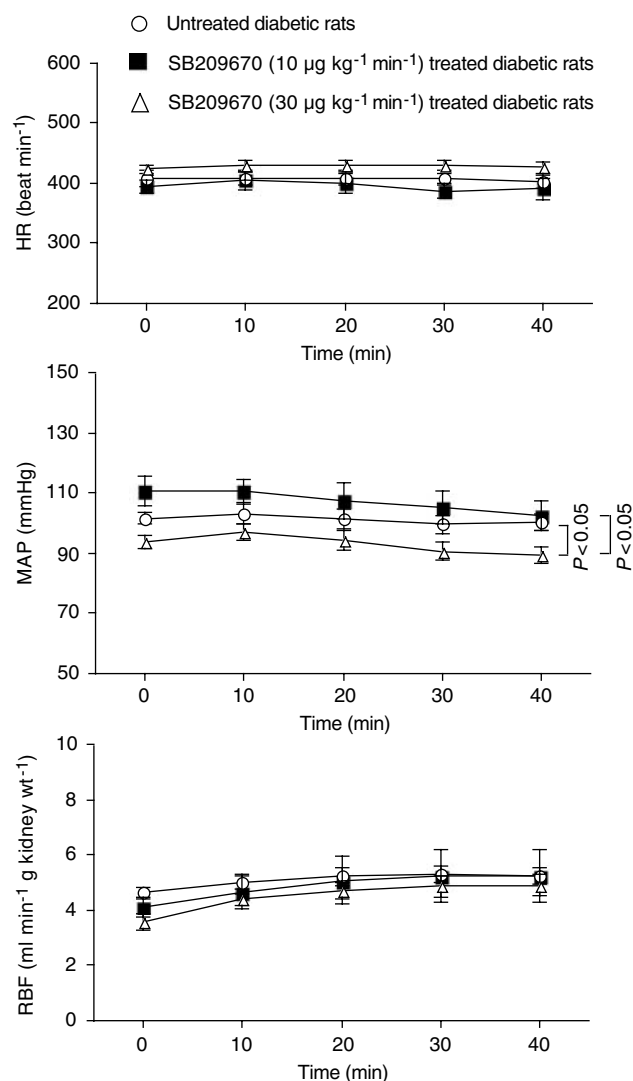 Untreated diabetic rats
SB209670 (10 µg kg⁻¹ min⁻¹) treated diabetic rats
SB209670 (30 µg kg⁻¹ min⁻¹) treated diabetic rats
600
500
400
300
200
HR (beat min⁻¹)
0 10 20 30 40
Time (min)
150
130
110
90
70
50
MAP (mmHg)
P<0.05
P<0.05
0 10 20 30 40
Time (min)
10
8
6
4
2
0
RBF (ml min⁻¹ g kidney wt⁻¹)
0 10 20 30 40
Time (min)